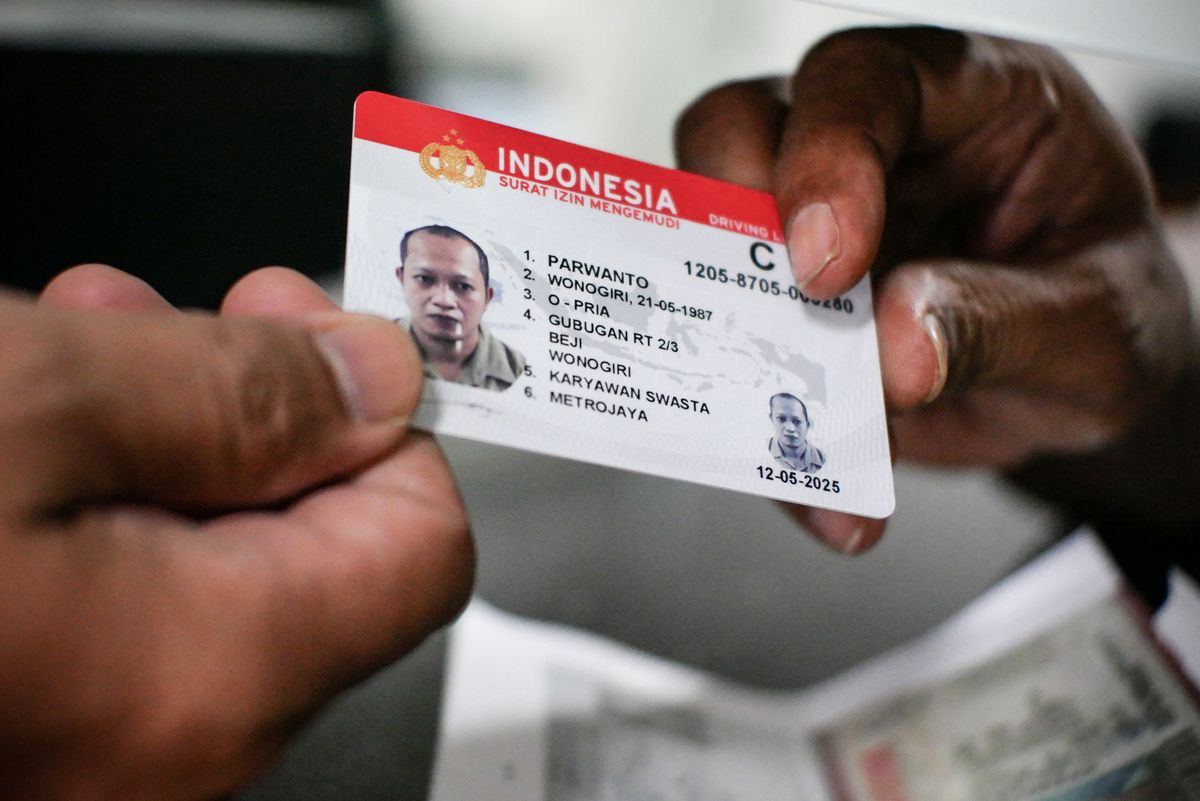 INDONESIA
SURAT IZIN MENGEMUDI
DRIVING
C
1205-8705-000280
1. PARWANTO
2. WONOGIRI, 21-05-1987
3. O - PRIA
4. GUBUGAN RT 2/3
BEJI
WONOGIRI
5. KARYAWAN SWASTA
6. METROJAYA
12-05-2025